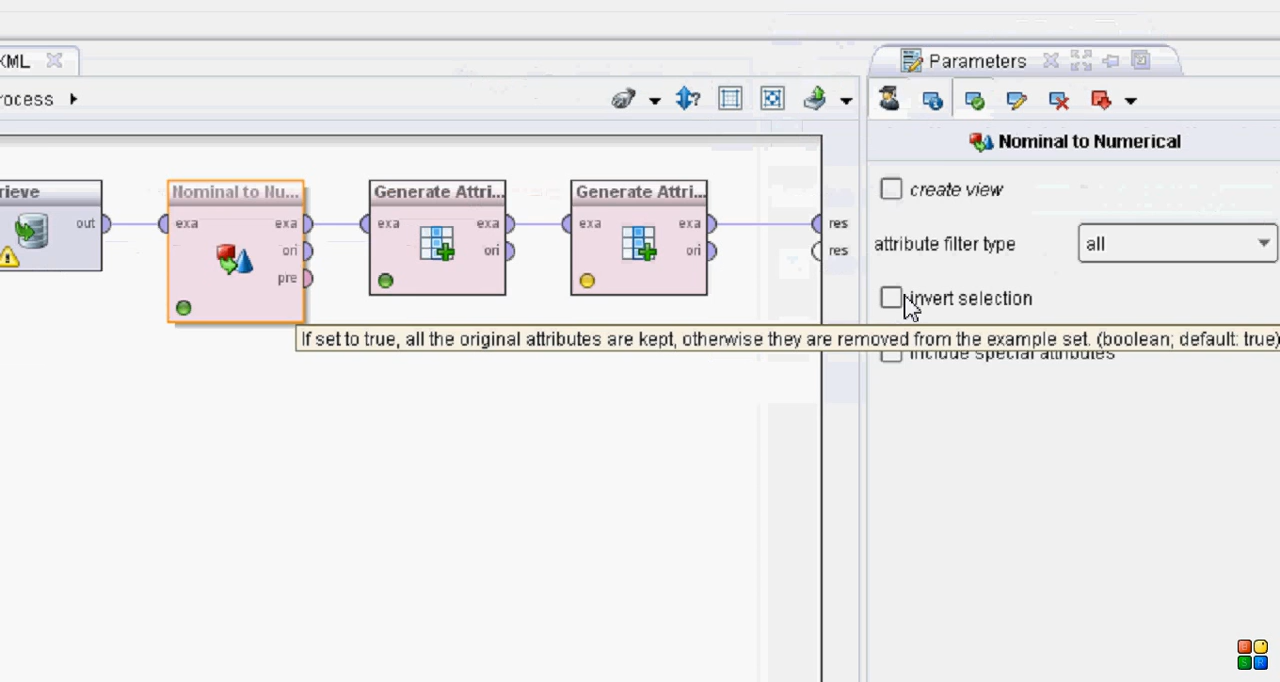 XML
Parameters
rocess
Nominal to Numerical
rieve
Nominal to Nu...
Generate Attri...
Generate Attri...
create view
out
exa
exa
exa
exa
exa
exa
res
ori
ori
ori
res
attribute filter type
all
pre
invert selection
If set to true, all the original attributes are kept, otherwise they are removed from the example set. (boolean; default: true)
include special attributes